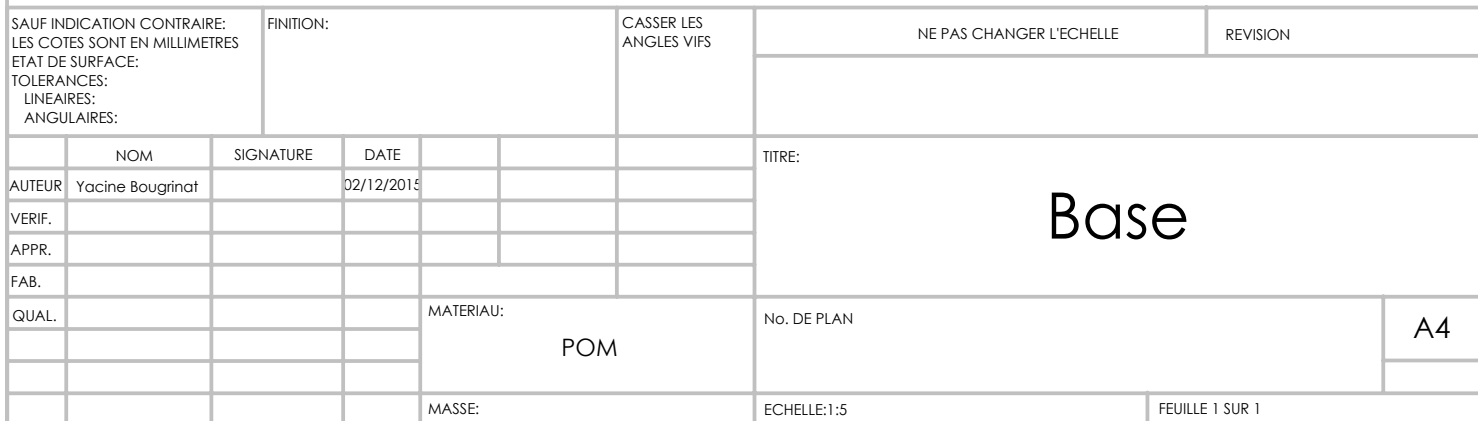 SAUF INDICATION CONTRAIRE:
LES COTES SONT EN MILLIMETRES
ETAT DE SURFACE:
TOLERANCES:
LINEAIRES:
ANGULAIRES:
FINITION:
CASSER LES
ANGLES VIFS
NE PAS CHANGER L'ECHELLE
REVISION
NOM SIGNATURE DATE
AUTEUR Yacine Bougrinat 02/12/2015
VERIF.
APPR.
FAB.
QUAL.
TITRE:
Base
MATERIAU:
POM
No. DE PLAN
A4
MASSE:
ECHELLE:1:5
FEUILLE 1 SUR 1